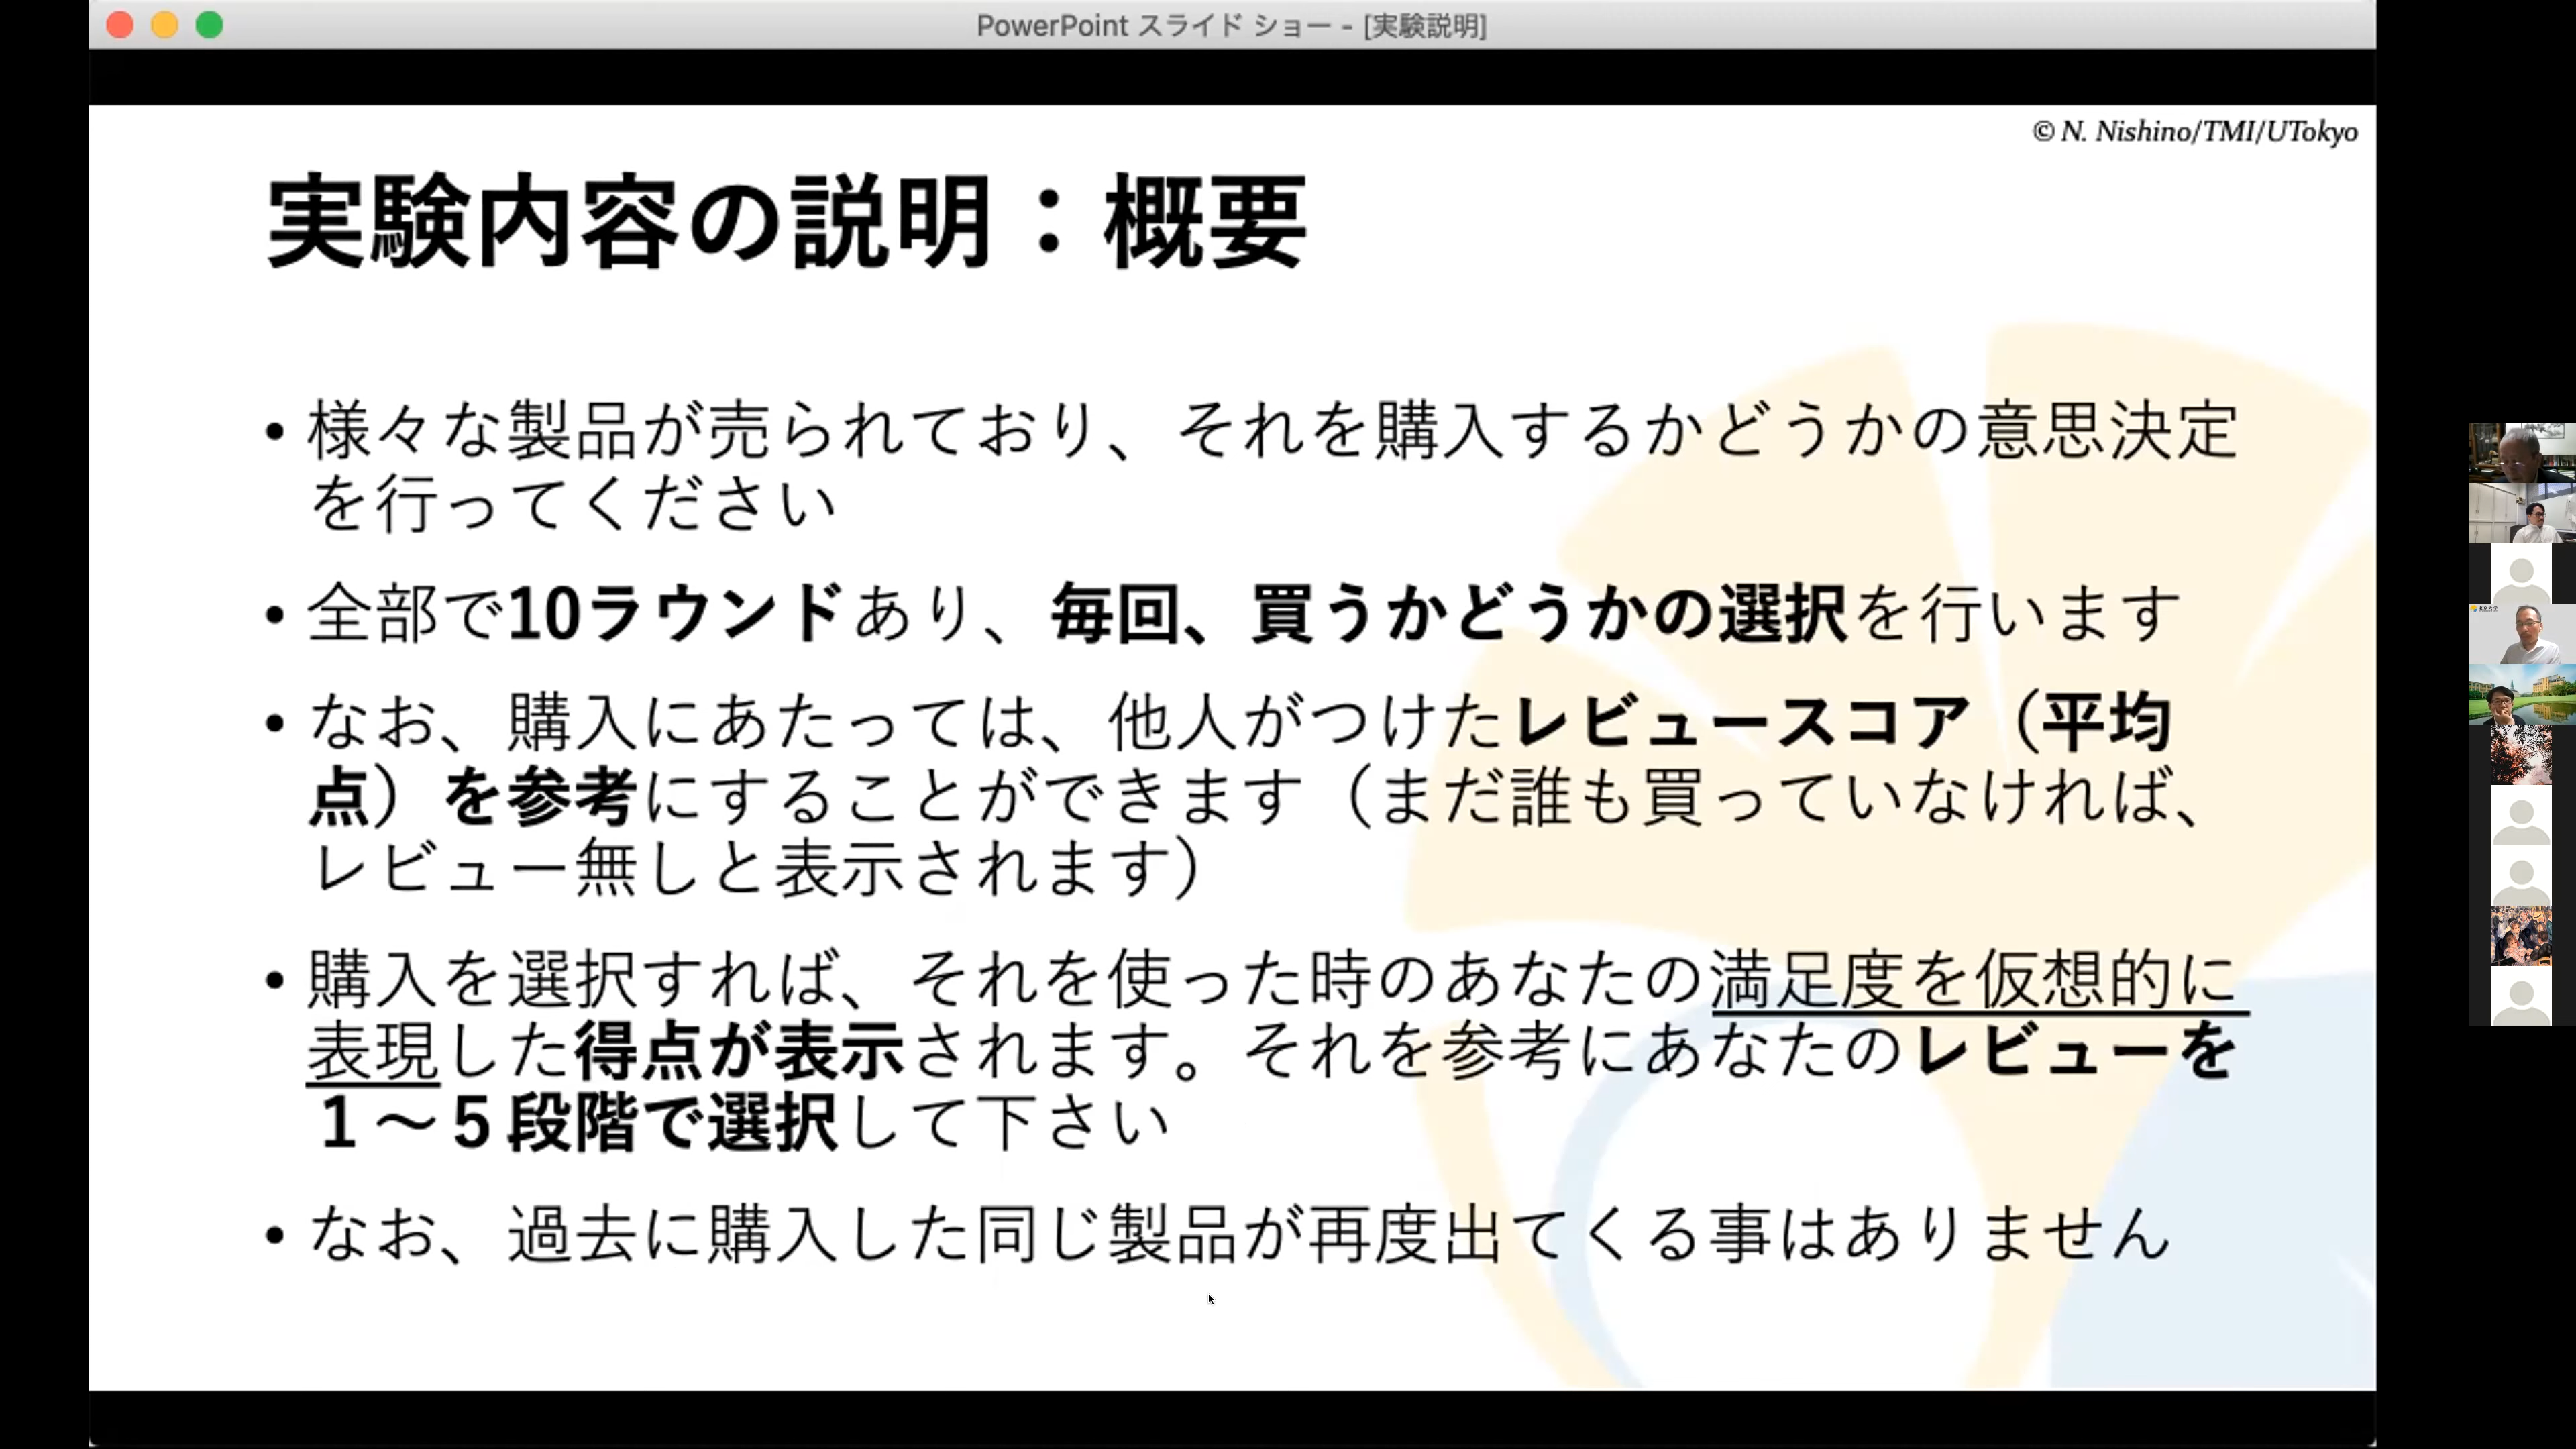 PowerPoint スライド ショー - [実験説明]
© N. Nishino/TMI/UTokyo
実験内容の説明：概要
• 様々な製品が売られており、それを購入するかどうかの意思決定
を行ってください
• 全部で10ラウンドあり、毎回、買うかどうかの選択を行います
• なお、購入にあたっては、他人がつけたレビュースコア（平均
点）を参考にすることができます（まだ誰も買っていなければ、
レビュー無しと表示されます）
• 購入を選択すれば、それを使った時のあなたの満足度を仮想的に
表現した得点が表示されます。それを参考にあなたのレビューを
１～５段階で選択して下さい
• なお、過去に購入した同じ製品が再度出てくる事はありません